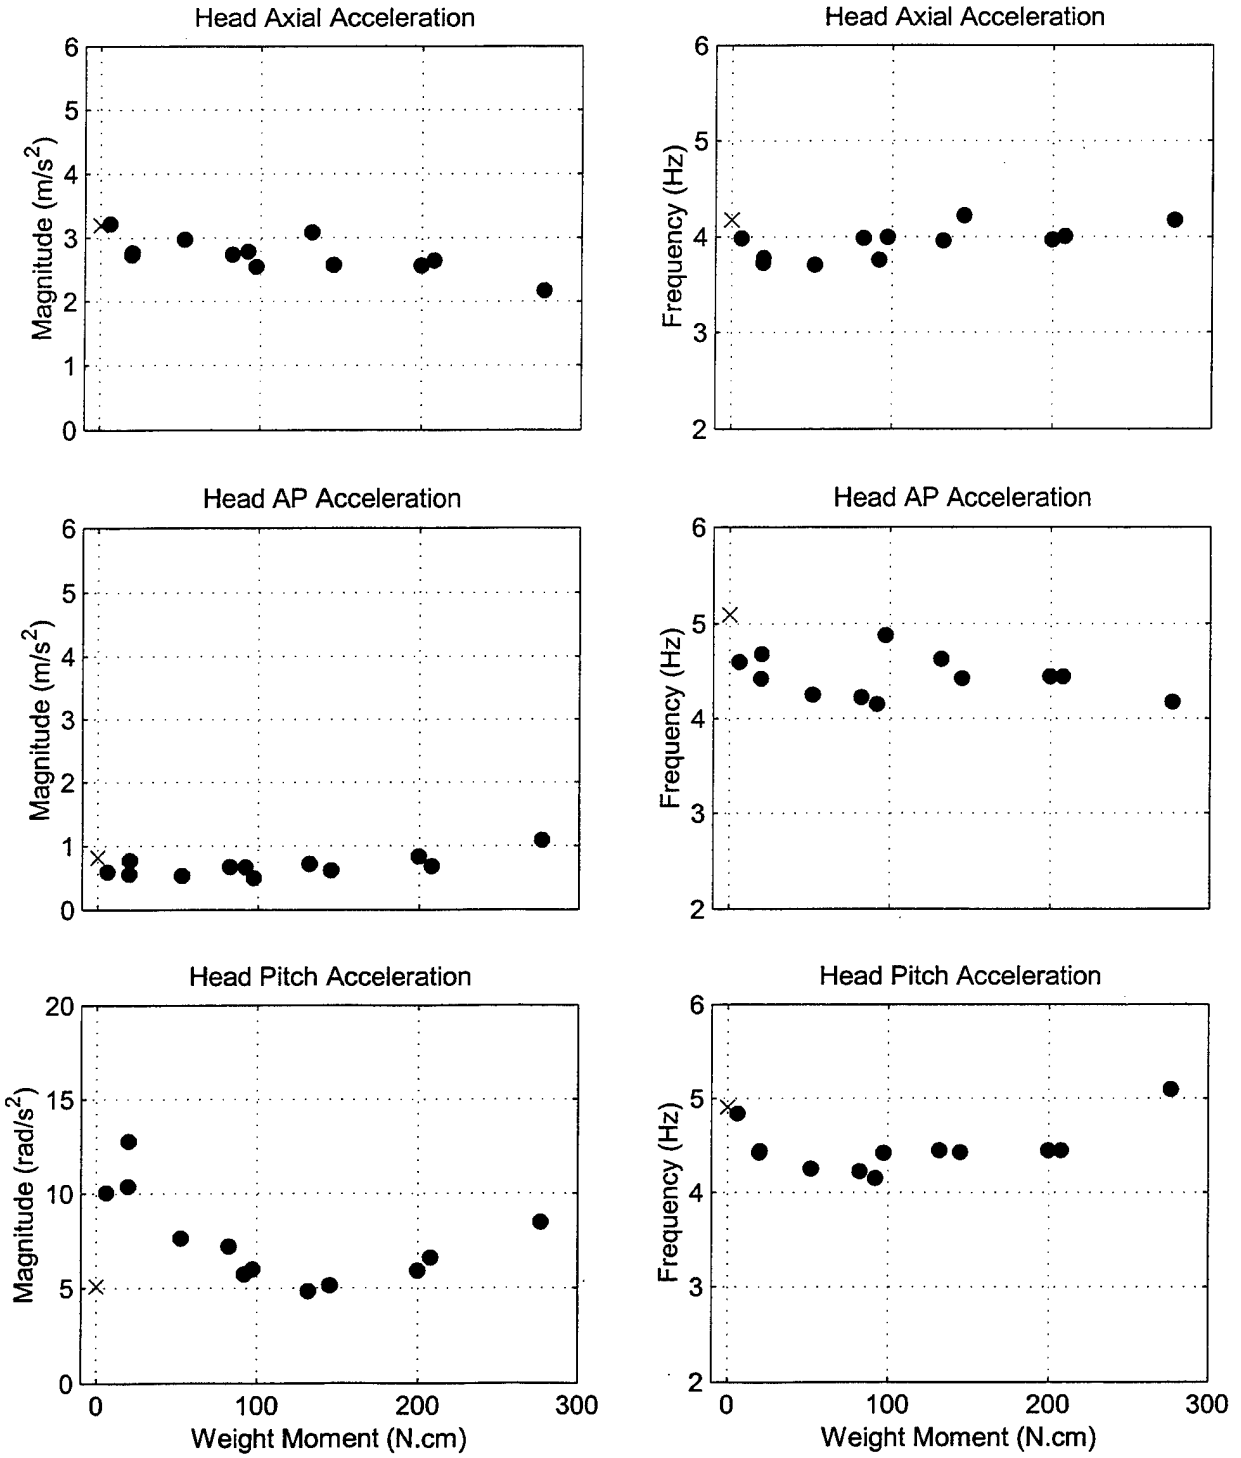 Head Axial Acceleration
6
5
4
3
2
1
0
Magnitude (m/s2)
Head Axial Acceleration
6
5
4
3
2
Frequency (Hz)
Head AP Acceleration
6
5
4
3
2
1
0
Magnitude (m/s2)
Head AP Acceleration
6
5
4
3
2
Frequency (Hz)
Head Pitch Acceleration
20
15
10
5
0
Magnitude (rad/s2)
0 100 200 300
Weight Moment (N.cm)
Head Pitch Acceleration
6
5
4
3
2
Frequency (Hz)
0 100 200 300
Weight Moment (N.cm)